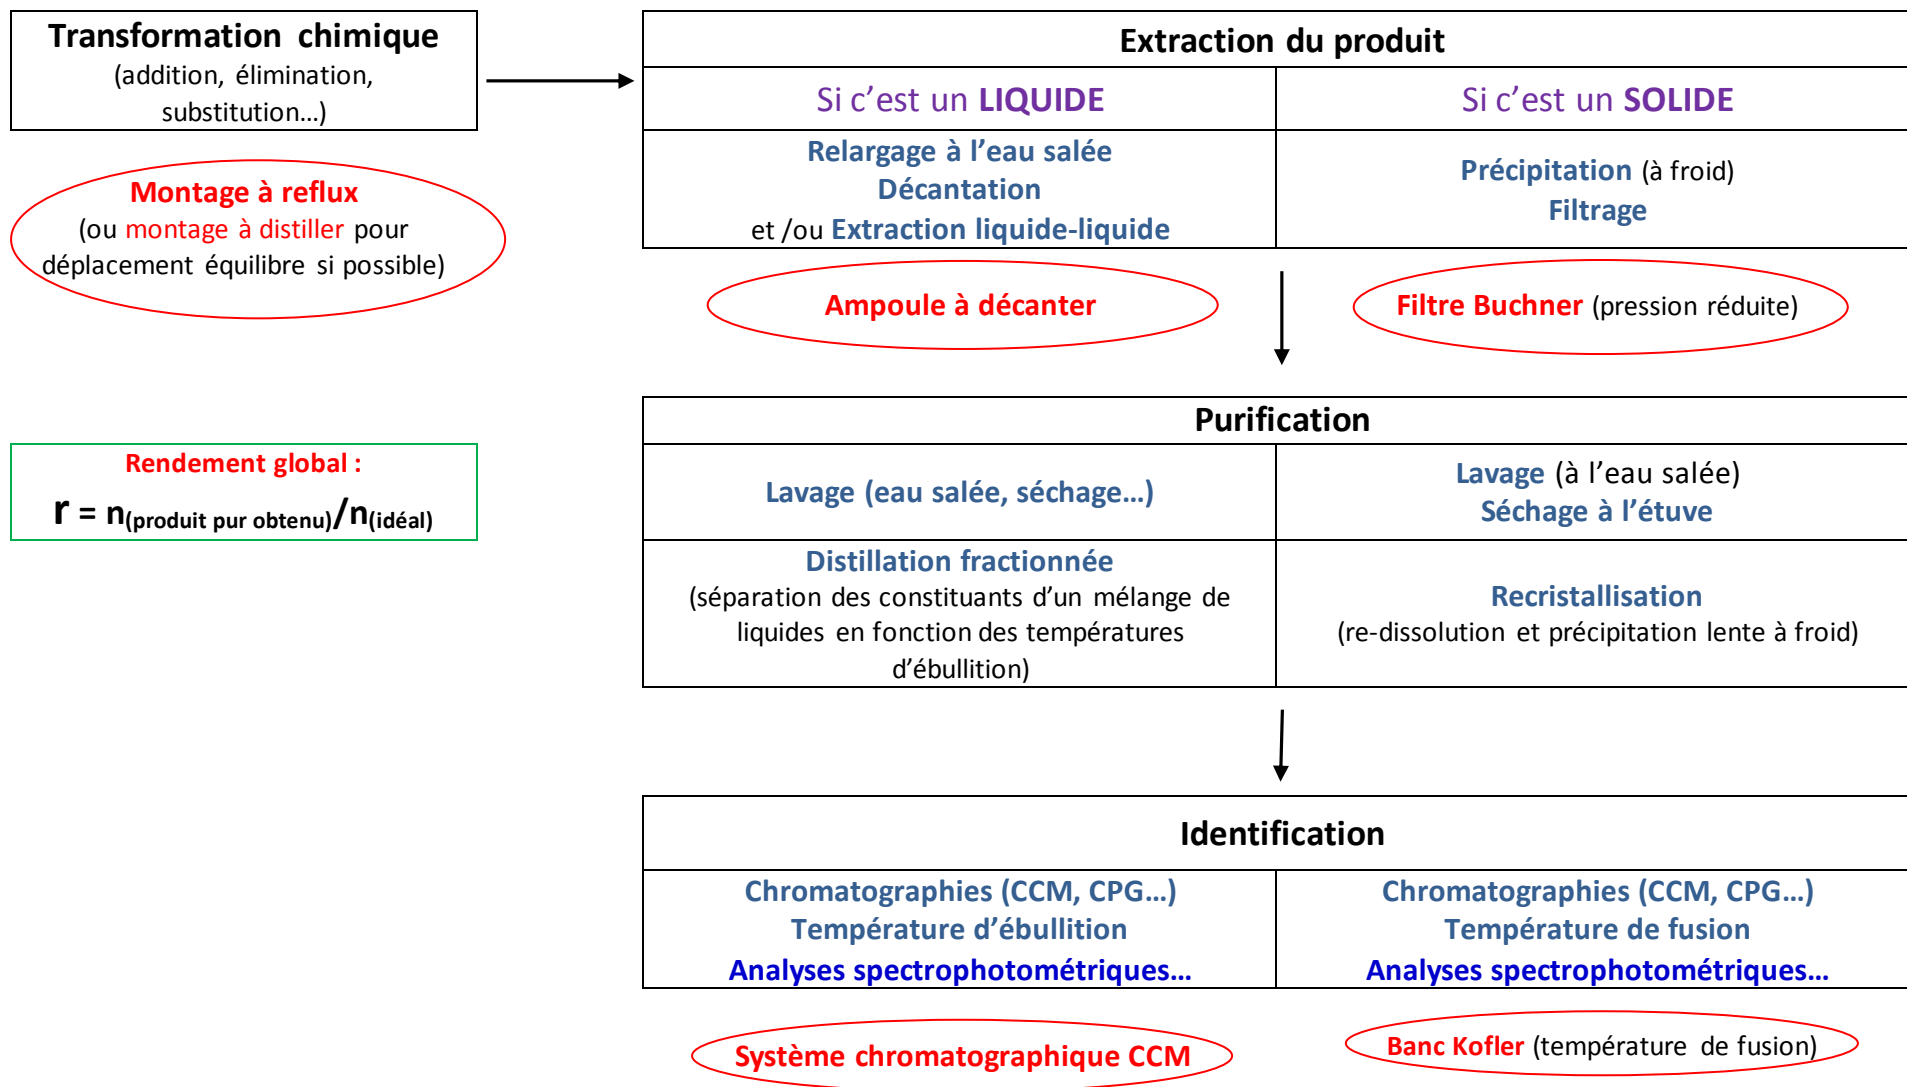 Transformation chimique
(addition, élimination,
substitution…)
Montage à reflux
(ou montage à distiller pour
déplacement équilibre si possible)
Rendement global :
r = n(produit pur obtenu)/n(idéal)
Extraction du produit
Si c’est un LIQUIDE
Si c’est un SOLIDE
Relargage à l’eau salée
Décantation
et /ou Extraction liquide-liquide
Précipitation (à froid)
Filtrage
Ampoule à décanter
Filtre Buchner (pression réduite)
Purification
Lavage (eau salée, séchage…)
Lavage (à l’eau salée)
Séchage à l’étuve
Distillation fractionnée
(séparation des constituants d’un mélange de
liquides en fonction des températures
d’ébullition)
Recristallisation
(re-dissolution et précipitation lente à froid)
Identification
Chromatographies (CCM, CPG…)
Température d’ébullition
Analyses spectrophotométriques…
Chromatographies (CCM, CPG…)
Température de fusion
Analyses spectrophotométriques…
Système chromatographique CCM
Banc Kofler (température de fusion)